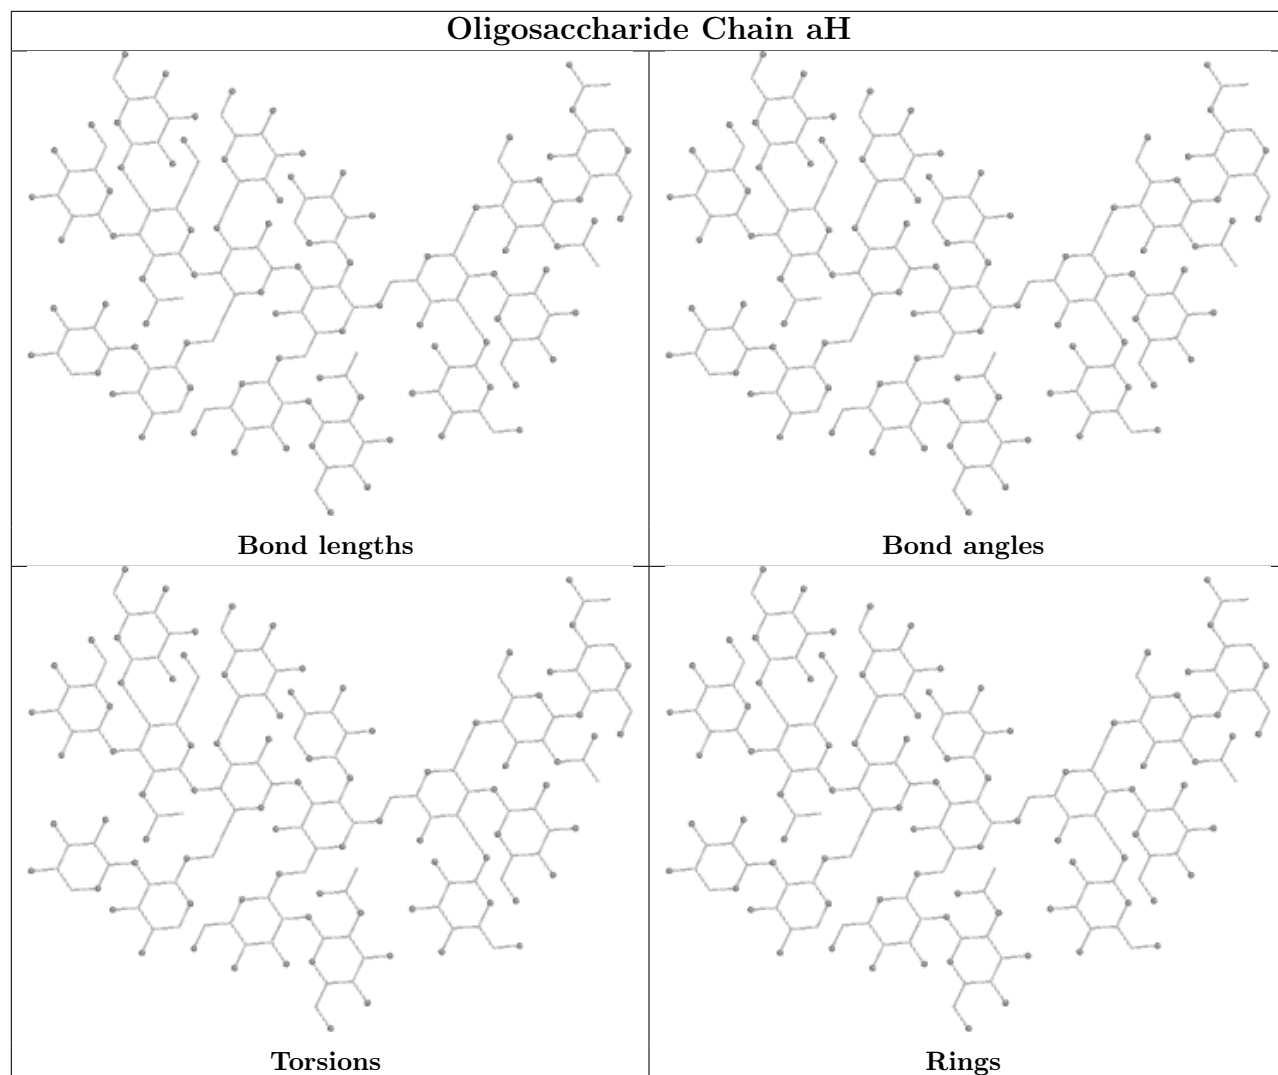 Oligosaccharide Chain aH
Bond lengths
Bond angles
Torsions
Rings